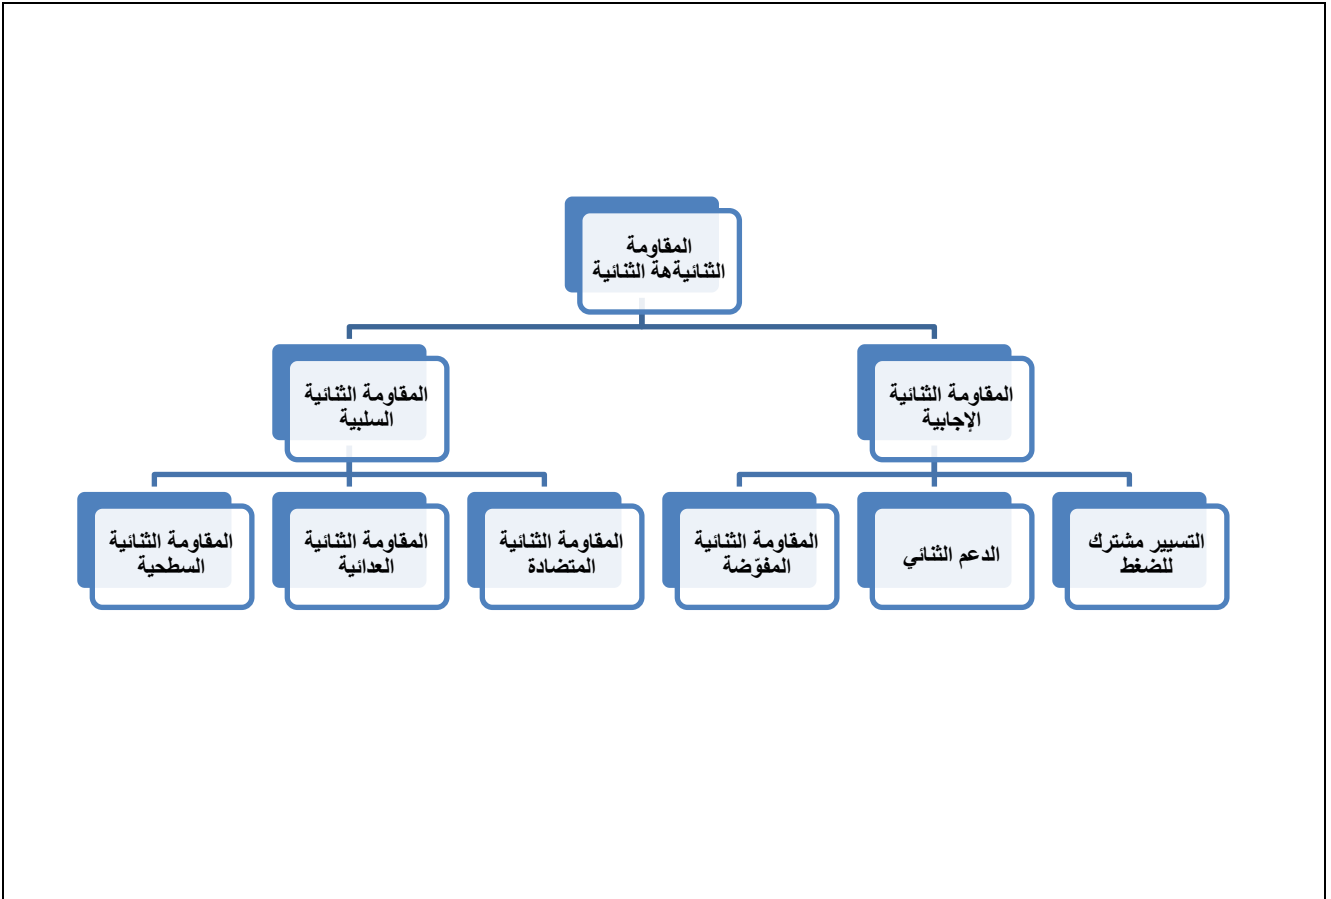 المقاومة
الثنائيةهة الثنائية
المقاومة الثنائية
الإجابية
المقاومة الثنائية
السلبية
التسيير مشترك
للضغط
الدعم الثنائي
المقاومة الثنائية
المفوّضة
المقاومة الثنائية
المتضادة
المقاومة الثنائية
العدائية
المقاومة الثنائية
السطحية